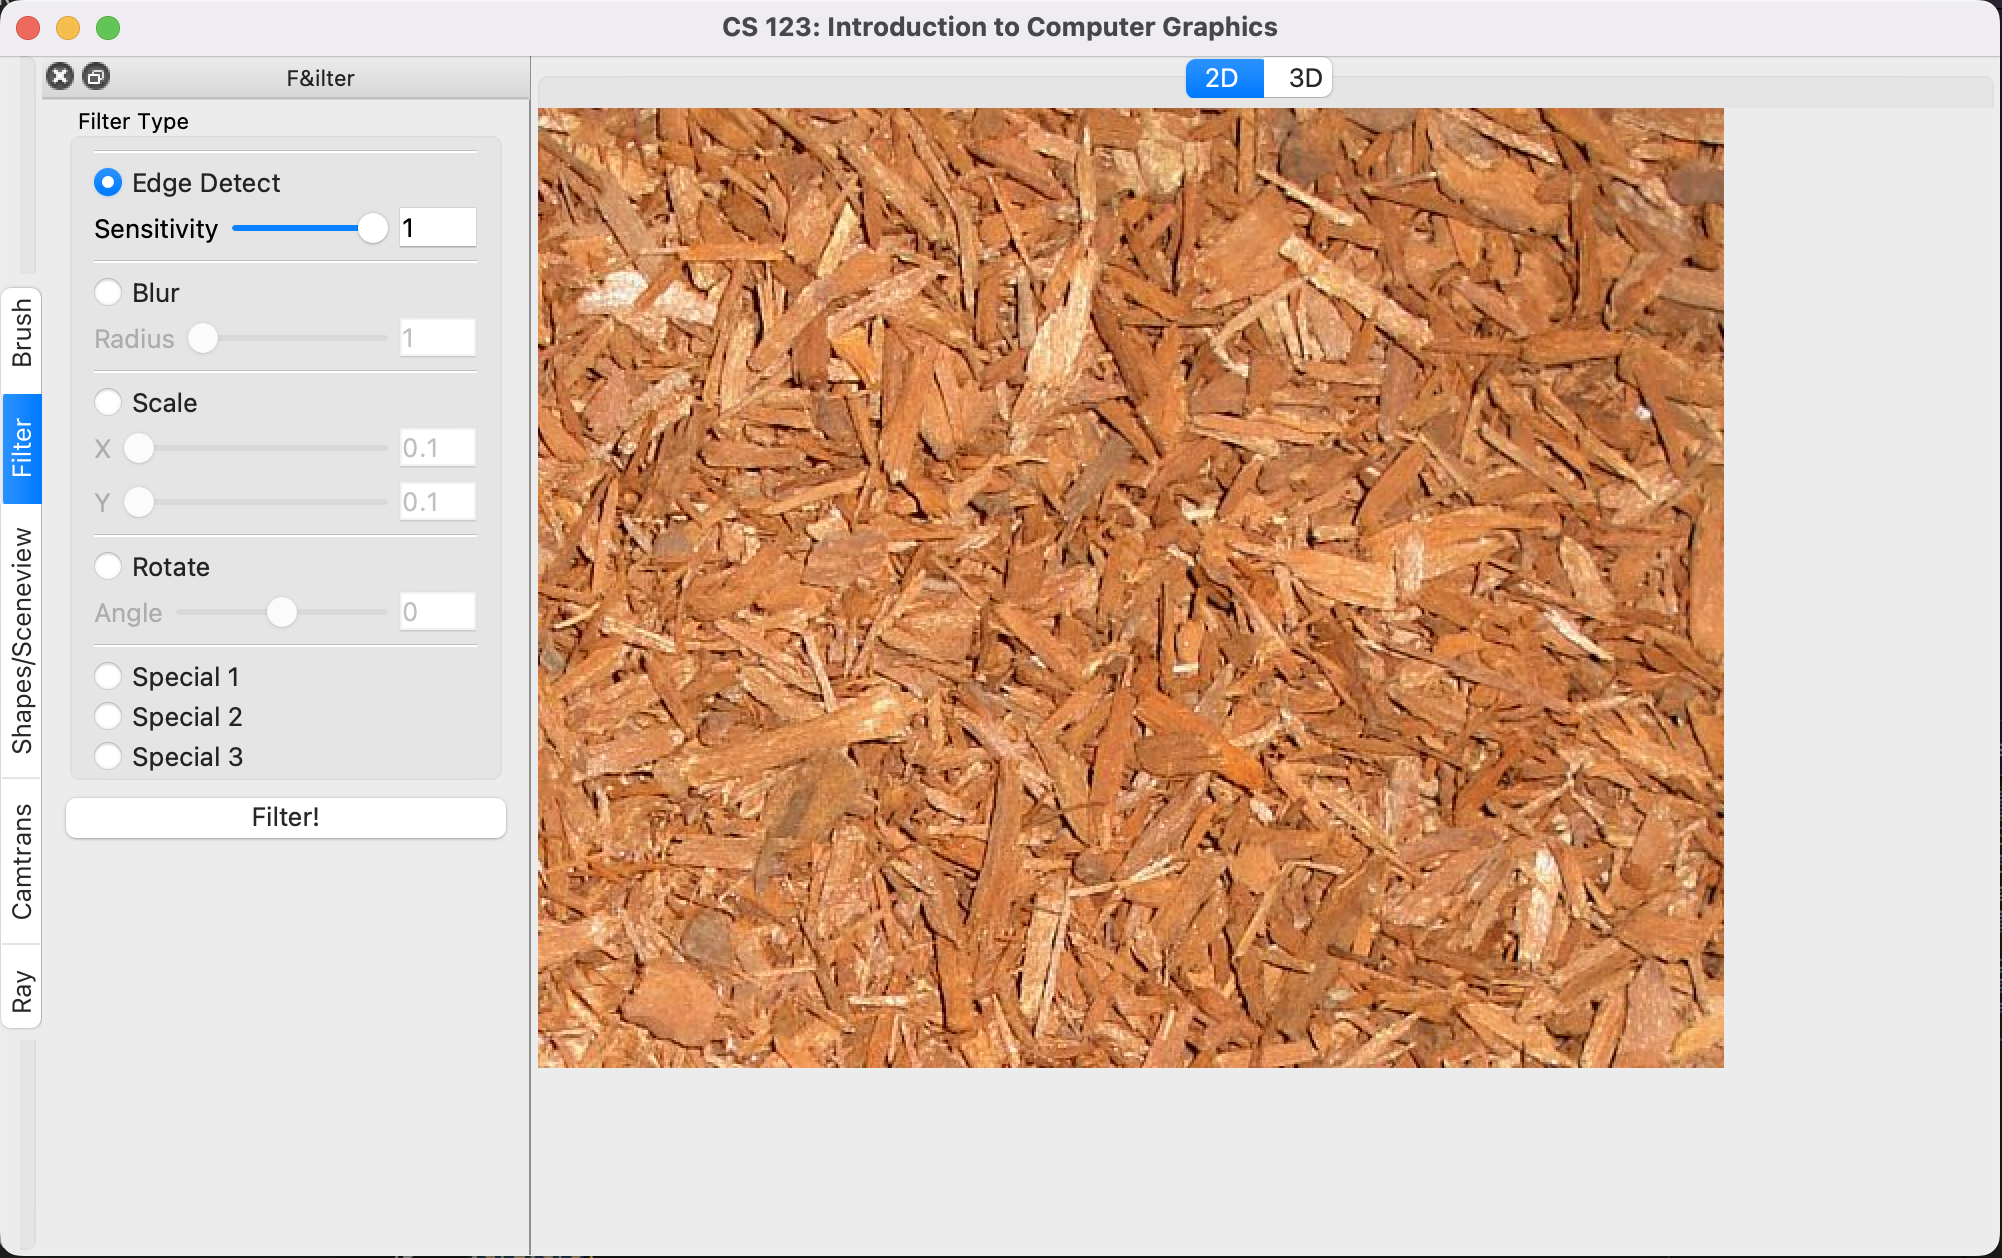 CS 123: Introduction to Computer Graphics
F&ilter
2D
3D
Filter Type
Edge Detect
Sensitivity
1
Blur
Radius
1
Scale
X
0.1
Y
0.1
Rotate
Angle
0
Special 1
Special 2
Special 3
Filter!
Brush
Filter
Shapes/Sceneview
Camtrans
Ray